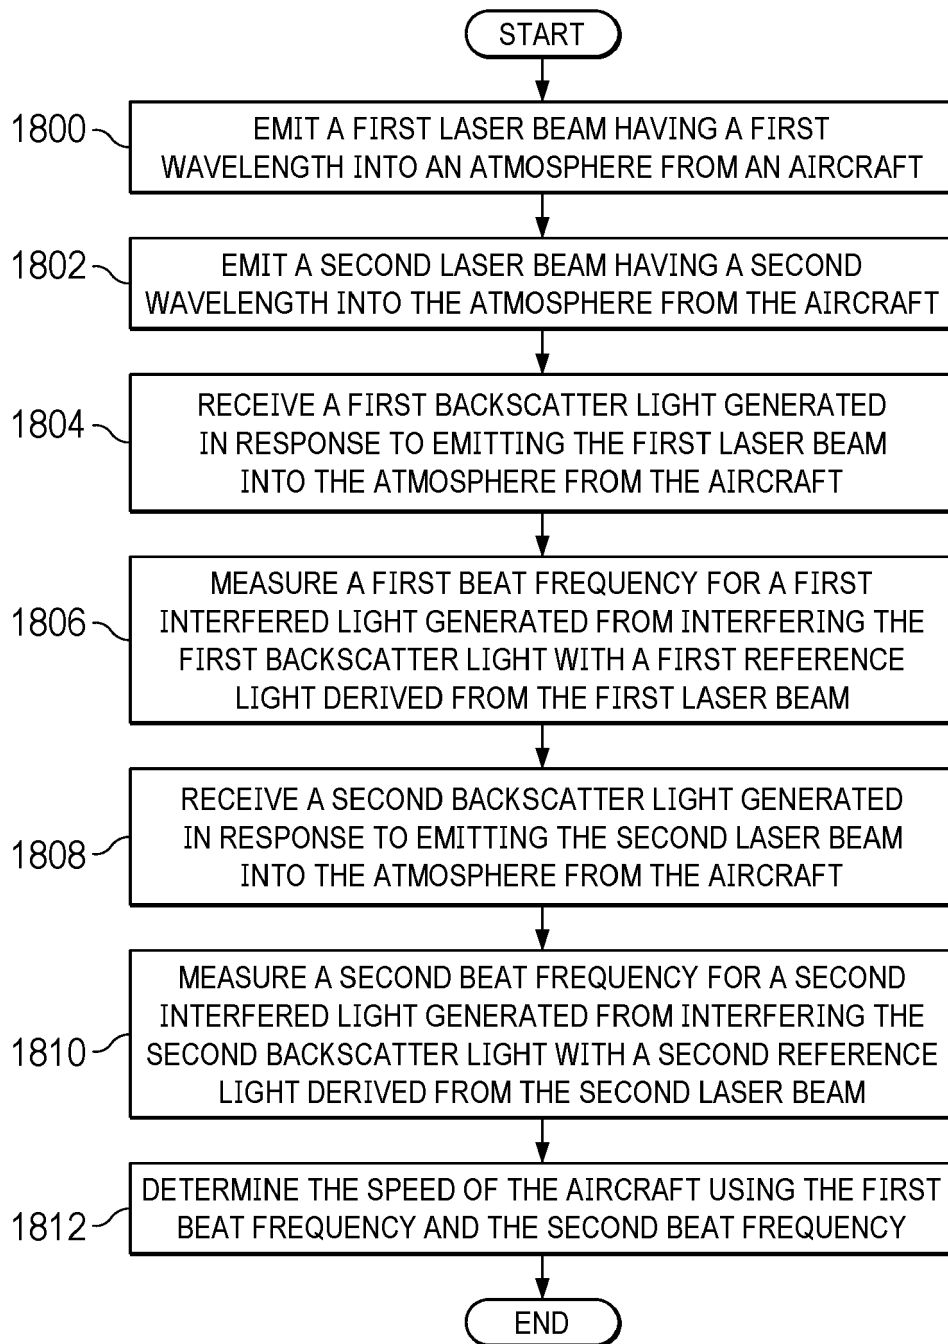 START
1800
EMIT A FIRST LASER BEAM HAVING A FIRST
WAVELENGTH INTO AN ATMOSPHERE FROM AN AIRCRAFT
1802
EMIT A SECOND LASER BEAM HAVING A SECOND
WAVELENGTH INTO THE ATMOSPHERE FROM THE AIRCRAFT
1804
RECEIVE A FIRST BACKSCATTER LIGHT GENERATED
IN RESPONSE TO EMITTING THE FIRST LASER BEAM
INTO THE ATMOSPHERE FROM THE AIRCRAFT
1806
MEASURE A FIRST BEAT FREQUENCY FOR A FIRST
INTERFERED LIGHT GENERATED FROM INTERFERING THE
FIRST BACKSCATTER LIGHT WITH A FIRST REFERENCE
LIGHT DERIVED FROM THE FIRST LASER BEAM
1808
RECEIVE A SECOND BACKSCATTER LIGHT GENERATED
IN RESPONSE TO EMITTING THE SECOND LASER BEAM
INTO THE ATMOSPHERE FROM THE AIRCRAFT
1810
MEASURE A SECOND BEAT FREQUENCY FOR A SECOND
INTERFERED LIGHT GENERATED FROM INTERFERING THE
SECOND BACKSCATTER LIGHT WITH A SECOND REFERENCE
LIGHT DERIVED FROM THE SECOND LASER BEAM
1812
DETERMINE THE SPEED OF THE AIRCRAFT USING THE FIRST
BEAT FREQUENCY AND THE SECOND BEAT FREQUENCY
END